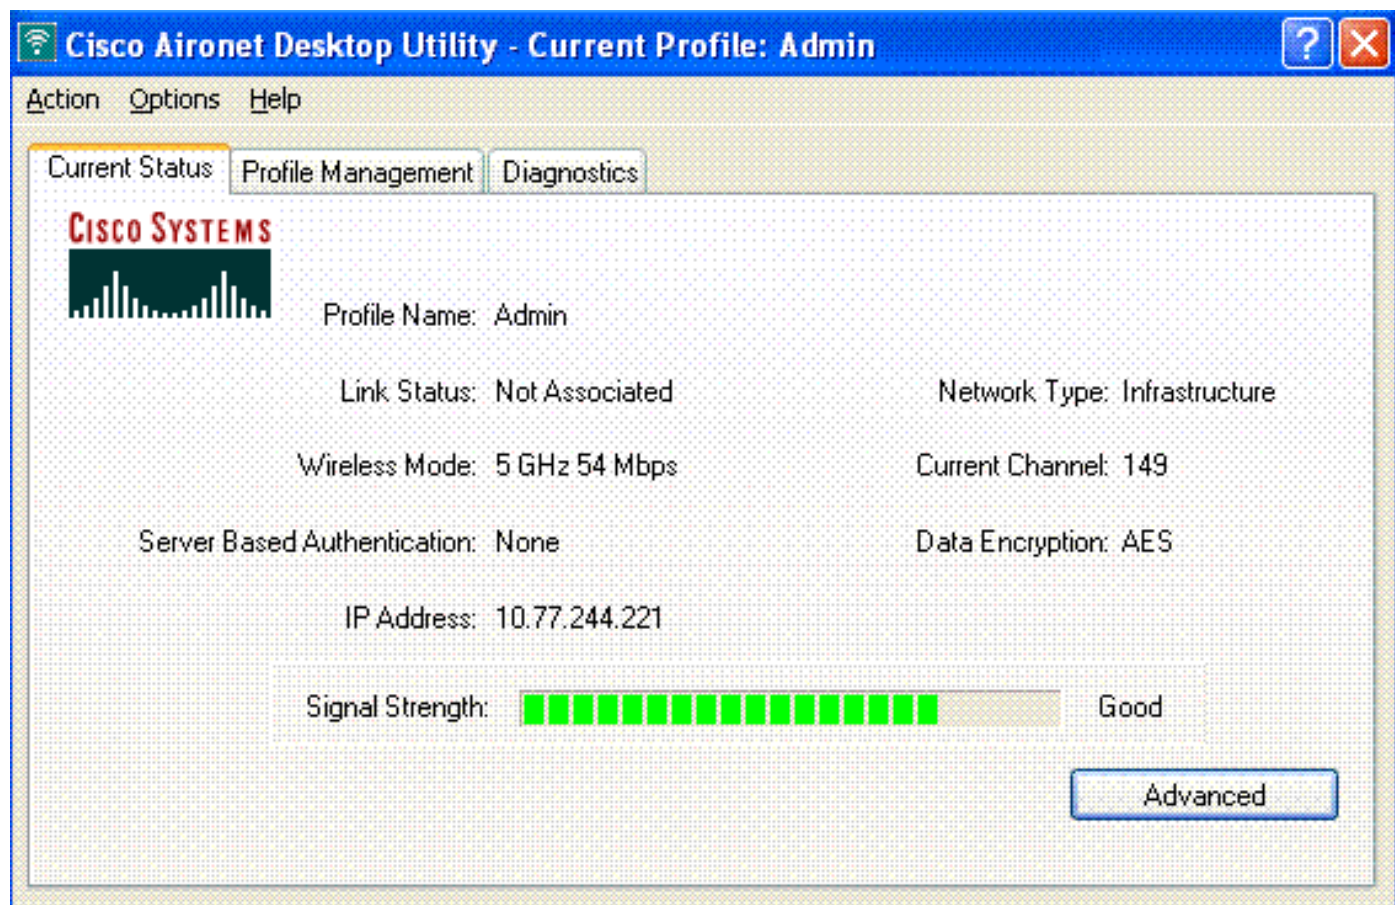 Cisco Aironet Desktop Utility - Current Profile: Admin
?
Action Options Help
Current Status Profile Management Diagnostics
CISCO SYSTEMS
Profile Name: Admin
Link Status: Not Associated Network Type: Infrastructure
Wireless Mode: 5 GHz 54 Mbps Current Channel: 149
Server Based Authentication: None Data Encryption: AES
IP Address: 10.77.244.221
Signal Strength: Good
Advanced